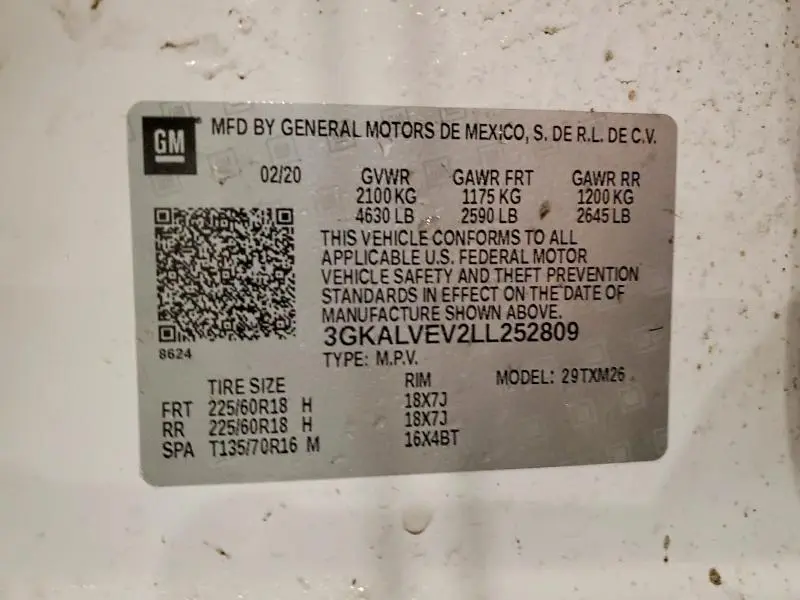 GM MFD BY GENERAL MOTORS DE MEXICO, S. DE R.L. DE C.V.
02/20 GVWR GAWR FRT GAWR RR
2100 KG 1175 KG 1200 KG
4630 LB 2590 LB 2645 LB
THIS VEHICLE CONFORMS TO ALL
APPLICABLE U.S. FEDERAL MOTOR
VEHICLE SAFETY AND THEFT PREVENTION
STANDARDS IN EFFECT ON THE DATE OF
MANUFACTURE SHOWN ABOVE.
3GKALVEV2LL252809
8624
TYPE: M.P.V.
TIRE SIZE RIM MODEL: 29TXM26
FRT 225/60R18 H 18X7J
RR 225/60R18 H 18X7J
SPA T135/70R16 M 16X4BT